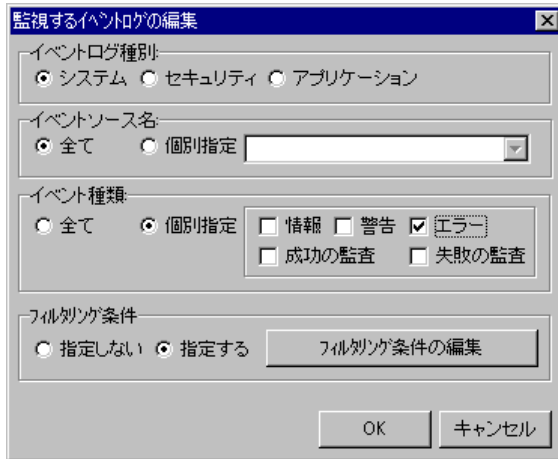 監視するイベントログの編集
イベントログ種別:
システム セキュリティ アプリケーション
イベントソース名:
全て 個別指定
イベント種類:
全て 個別指定 情報 警告 エラー
成功の監査 失敗の監査
フィルタリング条件
指定しない 指定する フィルタリング条件の編集
OK キャンセル